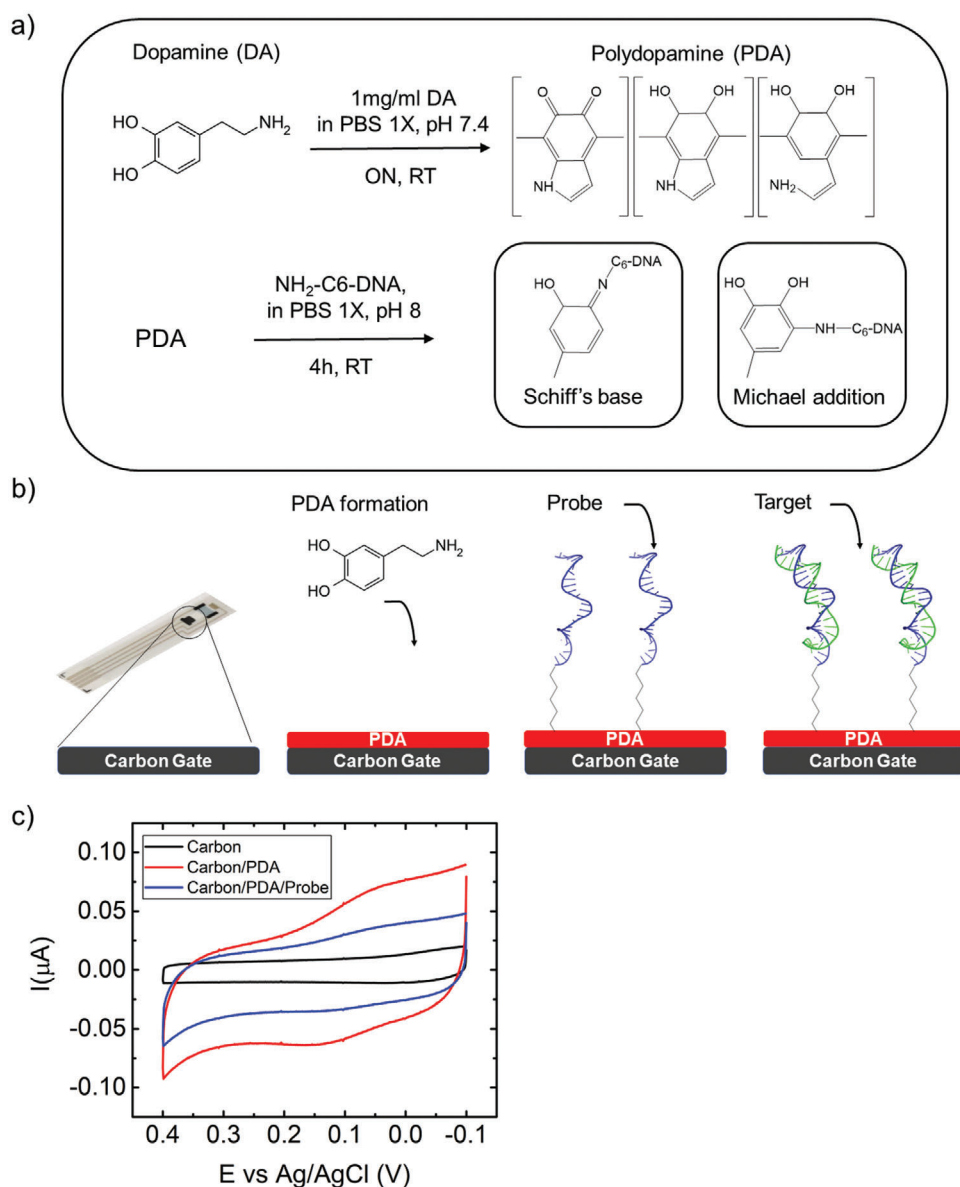 a)
Dopamine (DA)
HO
HO
NH2
1mg/ml DA
in PBS 1X, pH 7.4
ON, RT
Polydopamine (PDA)
O O
NH
HO OH
NH
HO OH
NH2
PDA
NH2-C6-DNA,
in PBS 1X, pH 8
4h, RT
C6-DNA
HO N
Schiff's base
OH
HO
NH C6-DNA
Michael addition
b)
PDA formation
HO
HO
NH2
Probe
Target
Carbon Gate
PDA
Carbon Gate
PDA
Carbon Gate
PDA
Carbon Gate
c)
Carbon
Carbon/PDA
Carbon/PDA/Probe
I(μA)
0.10
0.05
0.00
-0.05
-0.10
0.4 0.3 0.2 0.1 0.0 -0.1
E vs Ag/AgCl (V)